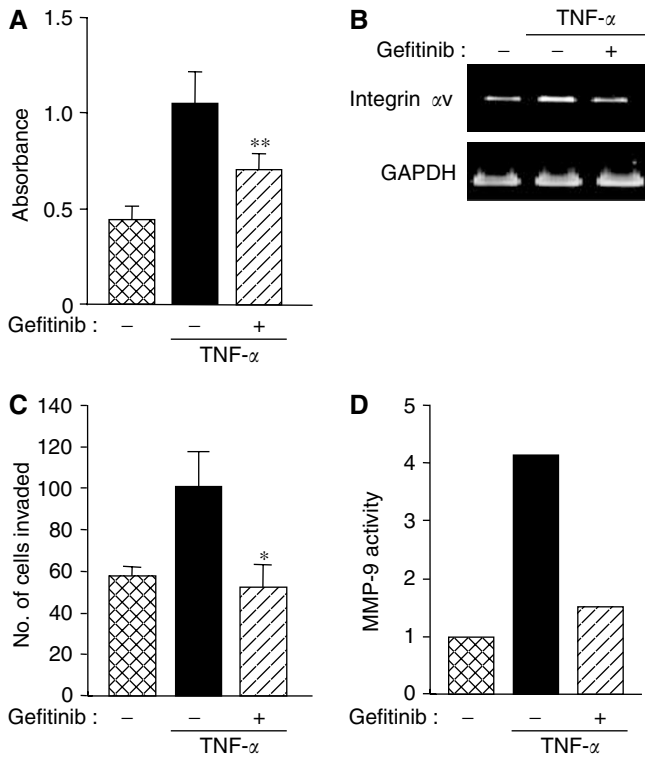 A
Absorbance
1.5
1.0
0.5
0
**
Gefitinib : – – +
TNF-α
B
TNF-α
Gefitinib : – – +
Integrin αv
GAPDH
C
No. of cells invaded
140
120
100
80
60
40
20
0
*
Gefitinib : – – +
TNF-α
D
MMP-9 activity
5
4
3
2
1
0
Gefitinib : – – +
TNF-α